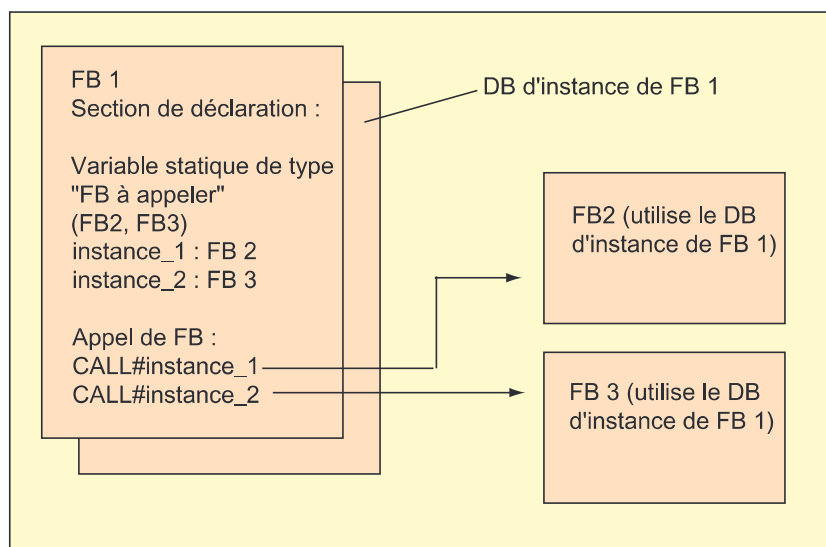 FB 1
Section de déclaration :
Variable statique de type
"FB à appeler"
(FB2, FB3)
instance_1 : FB 2
instance_2 : FB 3
Appel de FB :
CALL#instance_1
CALL#instance_2
DB d'instance de FB 1
FB2 (utilise le DB
d'instance de FB 1)
FB 3 (utilise le DB
d'instance de FB 1)